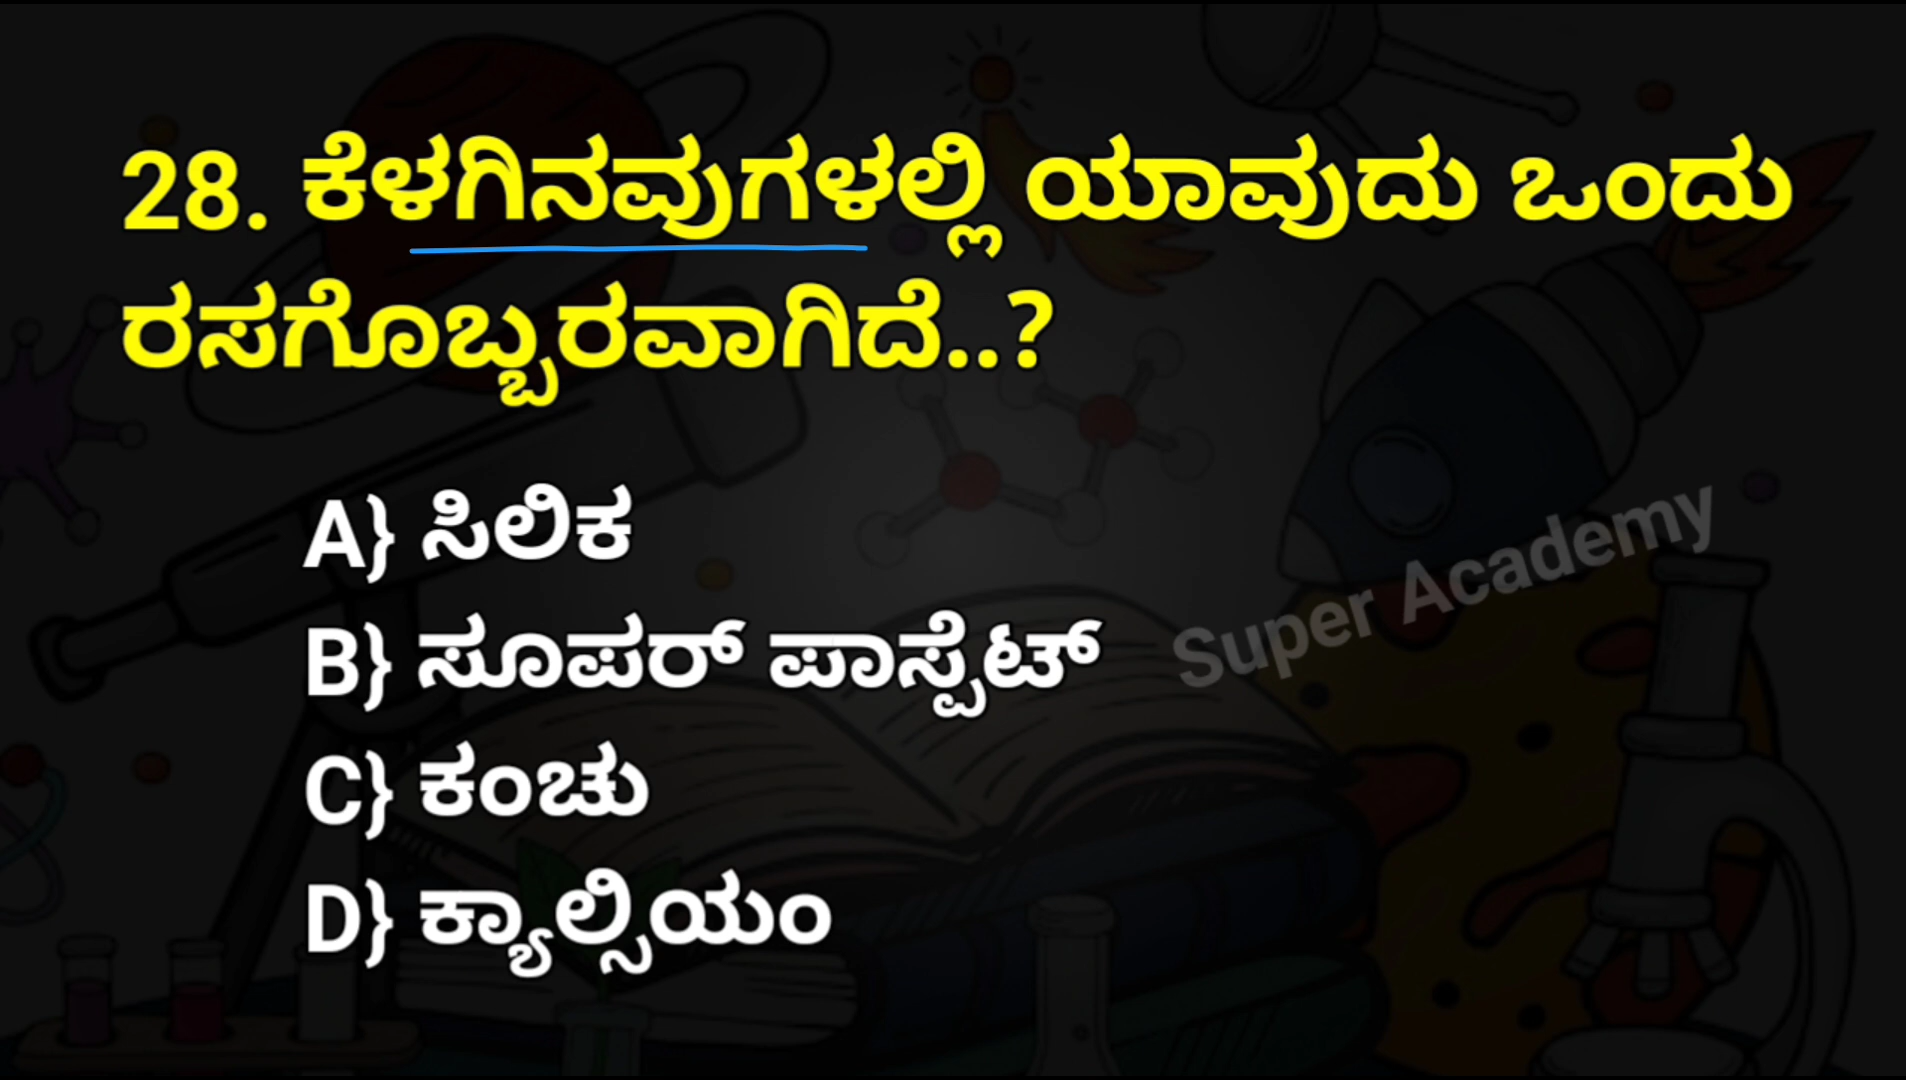 28. ಕೆಳಗಿನವುಗಳಲ್ಲಿ ಯಾವುದು ಒಂದು
ರಸಗೊಬ್ಬರವಾಗಿದೆ..?
A} ಸಿಲಿಕ
B} ಸೂಪರ್ ಪಾಸ್ಪೆಟ್
C} ಕಂಚು
D} ಕ್ಯಾಲ್ಸಿಯಂ
Super Academy